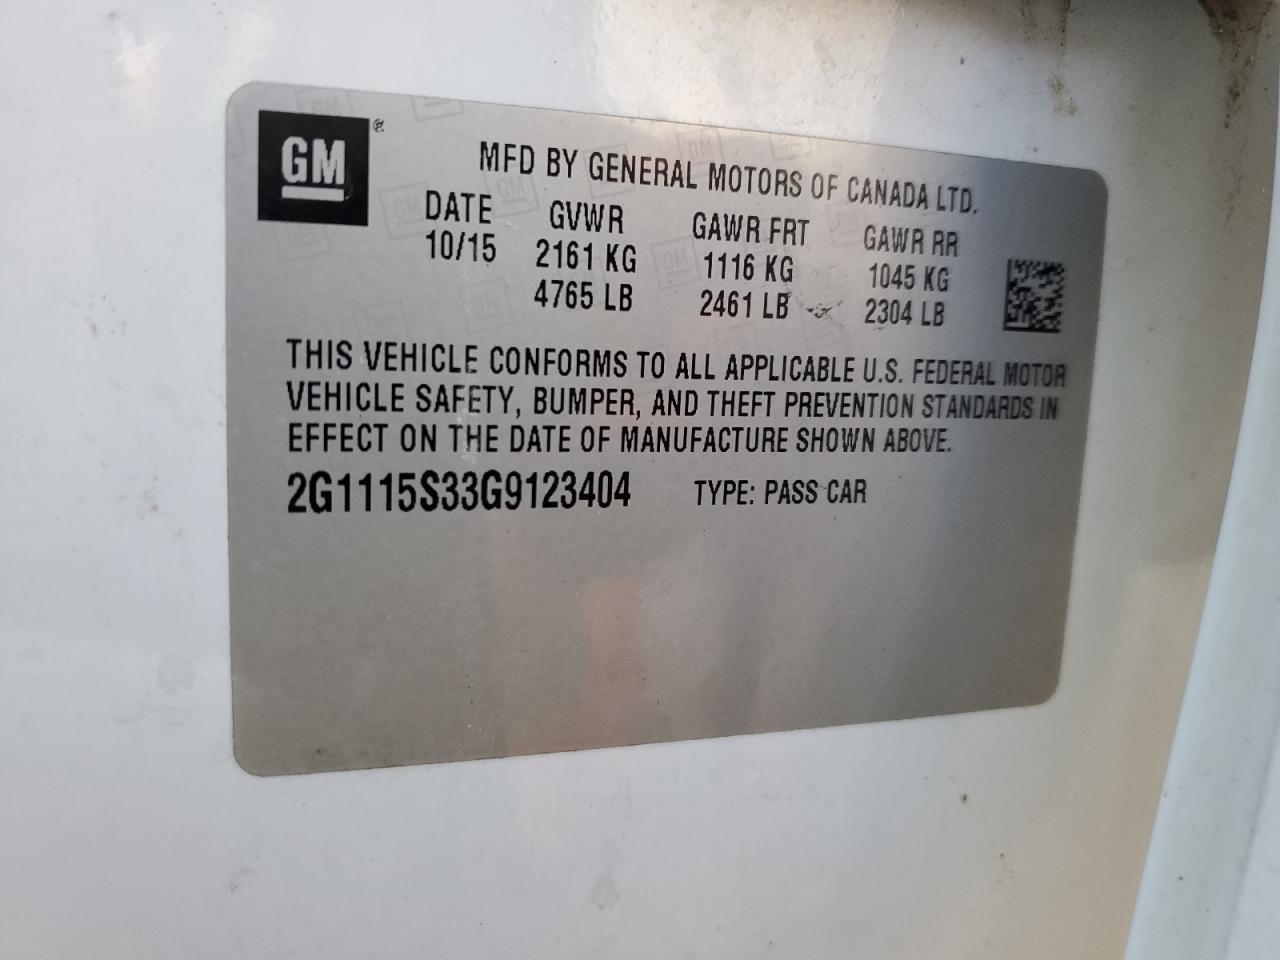 GM®
MFD BY GENERAL MOTORS OF CANADA LTD.
DATE GVWR GAWR FRT GAWR RR
10/15 2161 KG 1116 KG 1045 KG
4765 LB 2461 LB 2304 LB
THIS VEHICLE CONFORMS TO ALL APPLICABLE U.S. FEDERAL MOTOR
VEHICLE SAFETY, BUMPER, AND THEFT PREVENTION STANDARDS IN
EFFECT ON THE DATE OF MANUFACTURE SHOWN ABOVE.
2G1115S33G9123404 TYPE: PASS CAR